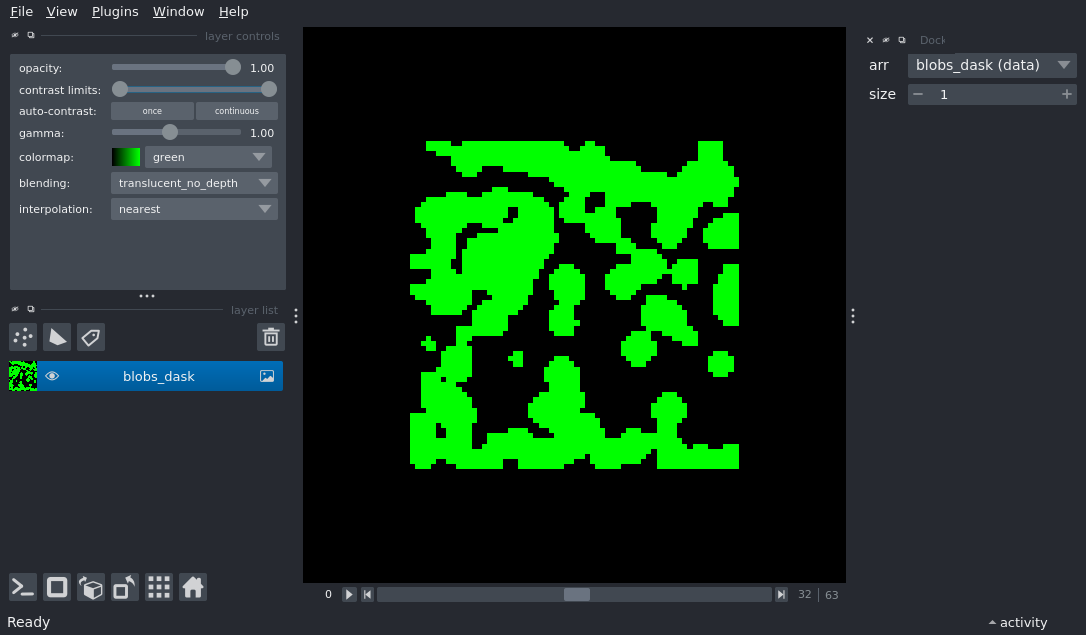 File View Plugins Window Help
layer controls
opacity: 1.00
contrast limits:
auto-contrast: once continuous
gamma: 1.00
colormap: green
blending: translucent_no_depth
interpolation: nearest
layer list
blobs_dask
0 32 63
Dock
arr blobs_dask (data)
size 1
Ready
activity